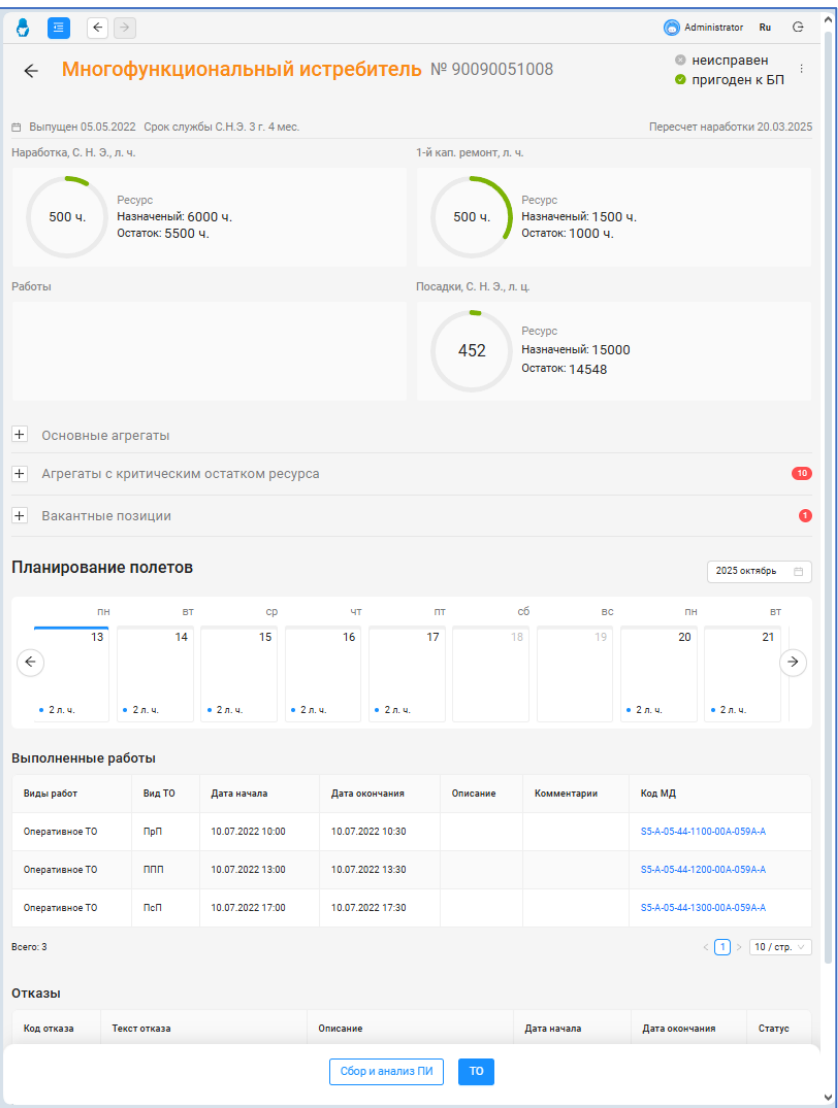 Administrator Ru
Многофункциональный истребитель № 90090051008
неисправен
пригоден к БП
Выпущен 05.05.2022 Срок службы С.Н.Э. 3 г. 4 мес. Пересчет наработки 20.03.2025
Наработка, С. Н. Э., л. ч. 1-й кап. ремонт, л. ч.
500 ч.
Ресурс
Назначеный: 6000 ч.
Остаток: 5500 ч.
500 ч.
Ресурс
Назначеный: 1500 ч.
Остаток: 1000 ч.
Работы Посадки, С. Н. Э., л. ц.
452
Ресурс
Назначеный: 15000
Остаток: 14548
Основные агрегаты
Агрегаты с критическим остатком ресурса 10
Вакантные позиции 1
Планирование полетов 2025 октябрь
пн вт ср чт пт сб вс пн вт
13 14 15 16 17 18 19 20 21
2 л. ч. 2 л. ч. 2 л. ч. 2 л. ч. 2 л. ч. 2 л. ч. 2 л. ч.
Выполненные работы
Виды работ Вид ТО Дата начала Дата окончания Описание Комментарии Код МД
Оперативное ТО ПрП 10.07.2022 10:00 10.07.2022 10:30 S5-A-05-44-1100-00A-059A-A
Оперативное ТО ППП 10.07.2022 13:00 10.07.2022 13:30 S5-A-05-44-1200-00A-059A-A
Оперативное ТО ПсП 10.07.2022 17:00 10.07.2022 17:30 S5-A-05-44-1300-00A-059A-A
Всего: 3 < 1 > 10 / стр.
Отказы
Код отказа Текст отказа Описание Дата начала Дата окончания Статус
Сбор и анализ ПИ ТО